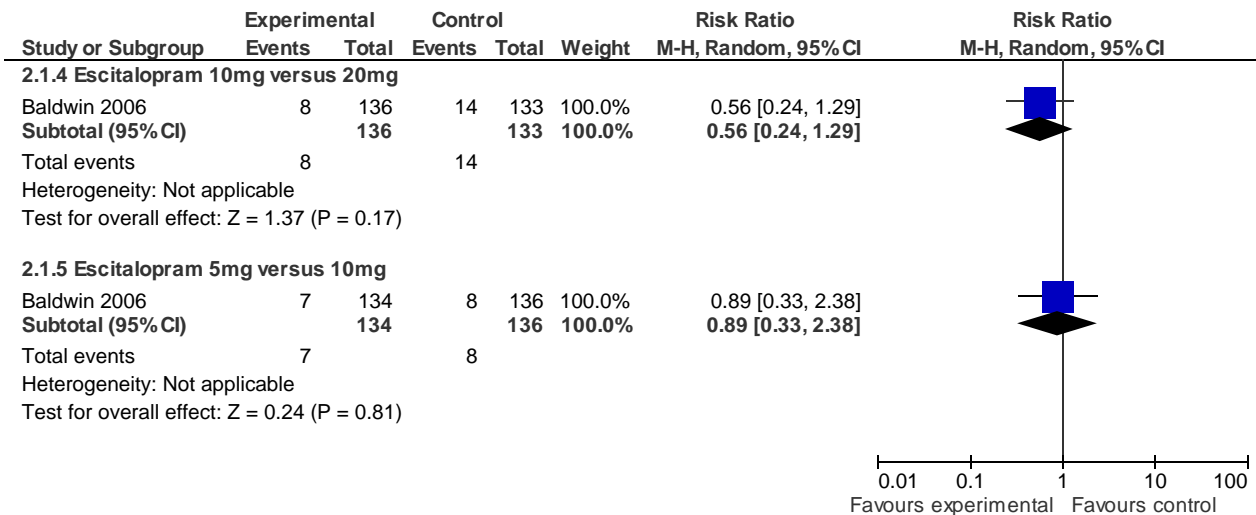 Experimental Control Risk Ratio Risk Ratio
Study or Subgroup Events Total Events Total Weight M-H, Random, 95% CI M-H, Random, 95% CI
2.1.4 Escitalopram 10mg versus 20mg
Baldwin 2006 8 136 14 133 100.0% 0.56 [0.24, 1.29]
Subtotal (95% CI) 136 133 100.0% 0.56 [0.24, 1.29]
Total events 8 14
Heterogeneity: Not applicable
Test for overall effect: Z = 1.37 (P = 0.17)
2.1.5 Escitalopram 5mg versus 10mg
Baldwin 2006 7 134 8 136 100.0% 0.89 [0.33, 2.38]
Subtotal (95% CI) 134 136 100.0% 0.89 [0.33, 2.38]
Total events 7 8
Heterogeneity: Not applicable
Test for overall effect: Z = 0.24 (P = 0.81)
0.01 0.1 1 10 100
Favours experimental Favours control